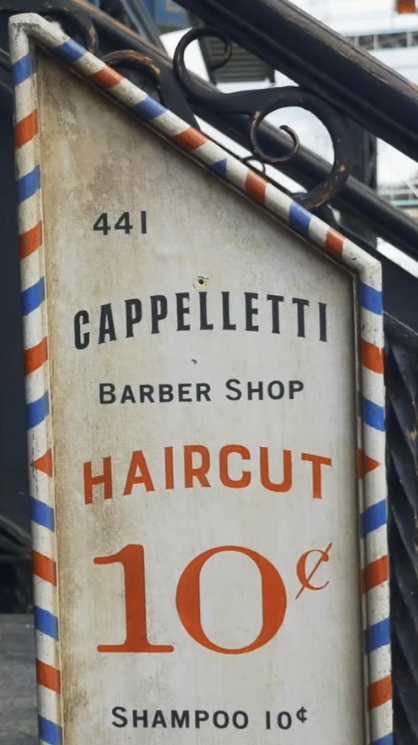 441
CAPPELLETTI
BARBER SHOP
HAIRCUT
10¢
SHAMPOO 10¢